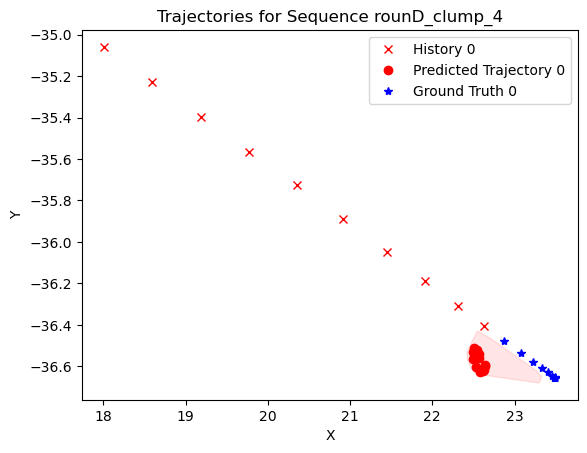 Trajectories for Sequence rounD_clump_4
History 0
Predicted Trajectory 0
Ground Truth 0
−35.0
−35.2
−35.4
−35.6
−35.8
−36.0
−36.2
−36.4
−36.6
Y
18
19
20
21
22
23
X